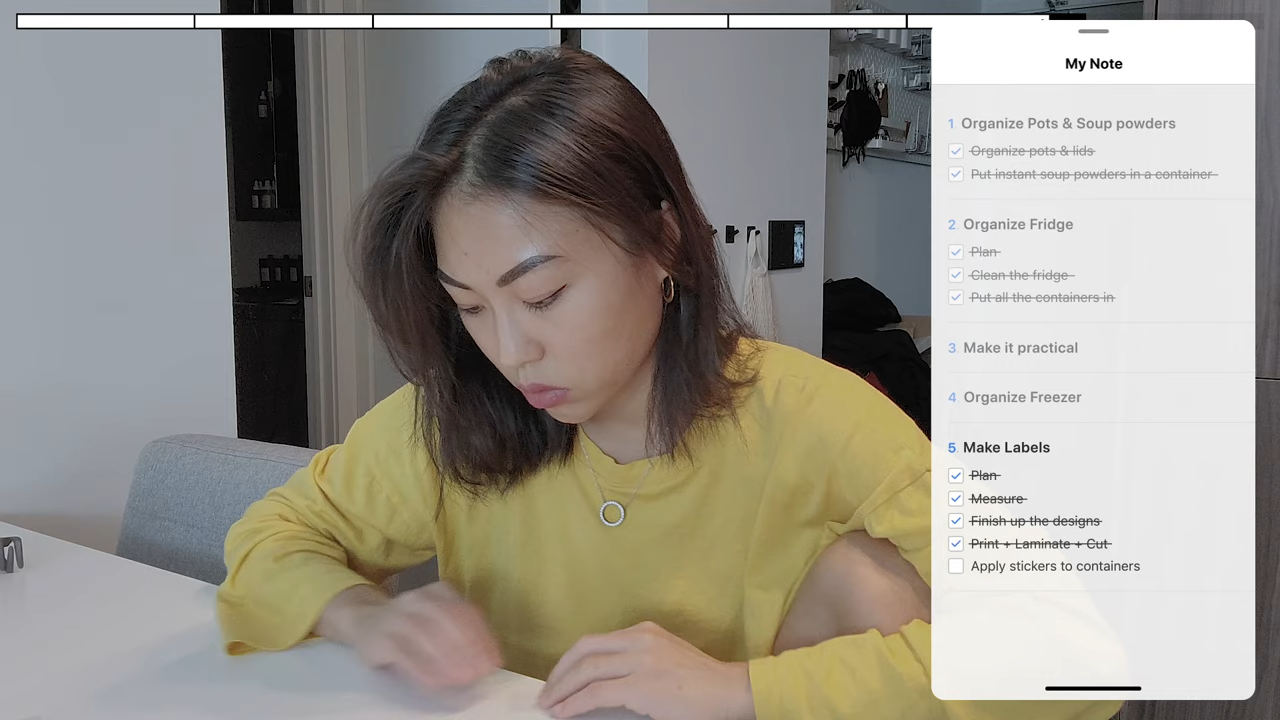 My Note
1. Organize Pots & Soup powders
Organize pots & lids
Put instant soup powders in a container
2. Organize Fridge
Plan
Clean the fridge
Put all the containers in
3. Make it practical
4. Organize Freezer
5. Make Labels
Plan
Measure
Finish up the designs
Print + Laminate + Cut
Apply stickers to containers